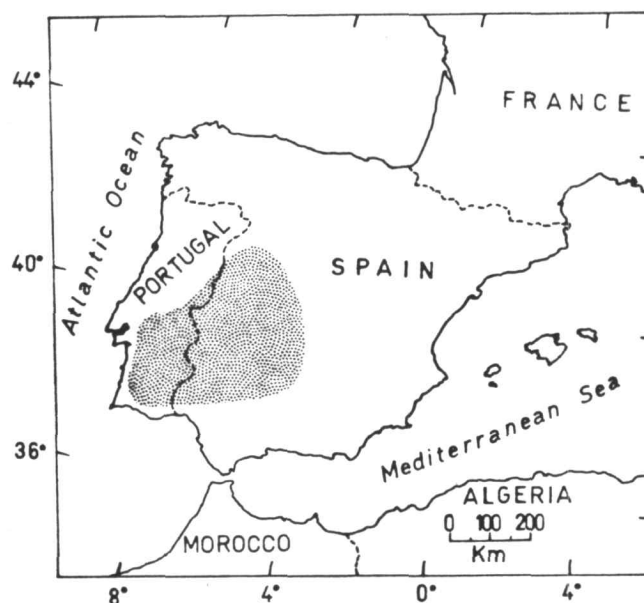 44°
FRANCE
Atlantic Ocean
PORTUGAL
40°
SPAIN
36°
Mediterranean Sea
ALGERIA
0 100 200
Km
MOROCCO
8° 4° 0° 4°